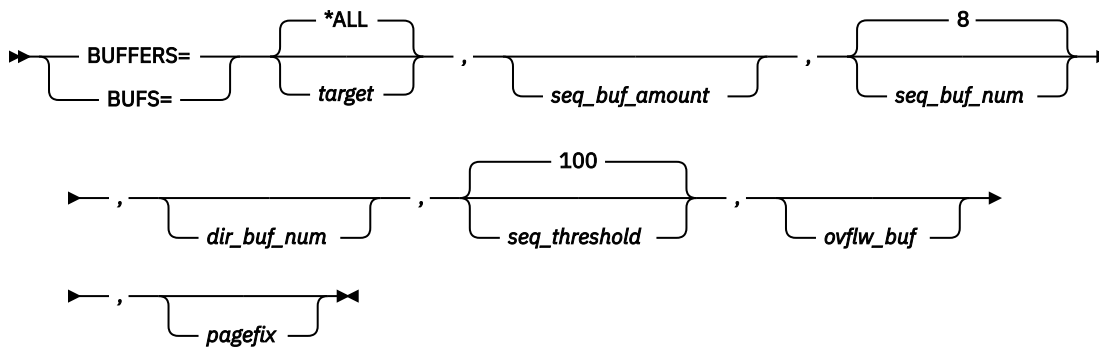 *ALL 8
BUFFERS= , , 
BUFS= target seq_buf_amount seq_buf_num
100
, , , 
dir_buf_num seq_threshold ovflw_buf
,
pagefix